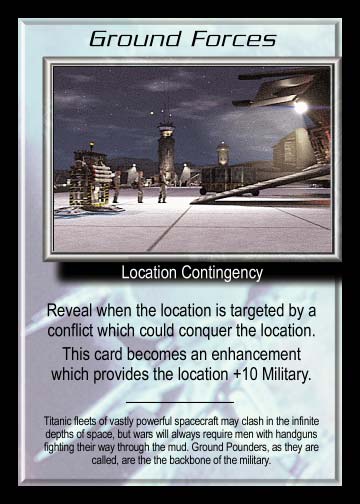 Ground Forces
Location Contingency
Reveal when the location is targeted by a
conflict which could conquer the location.
This card becomes an enhancement
which provides the location +10 Military.
Titanic fleets of vastly powerful spacecraft may clash in the infinite
depths of space, but wars will always require men with handguns
fighting their way through the mud. Ground Pounders, as they are
called, are the the backbone of the military.